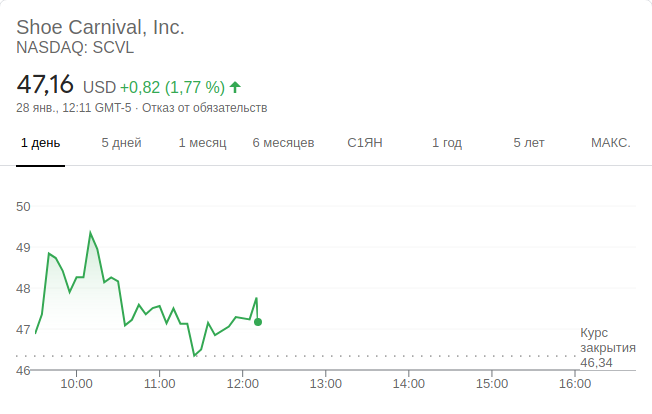 Shoe Carnival, Inc.
NASDAQ: SCVL
47,16 USD +0,82 (1,77 %)
28 янв., 12:11 GMT-5 · Отказ от обязательств
1 день 5 дней 1 месяц 6 месяцев С1ЯН 1 год 5 лет МАКС.
50
49
48
47
Курс
закрытия
46,34
46
10:00 11:00 12:00 13:00 14:00 15:00 16:00